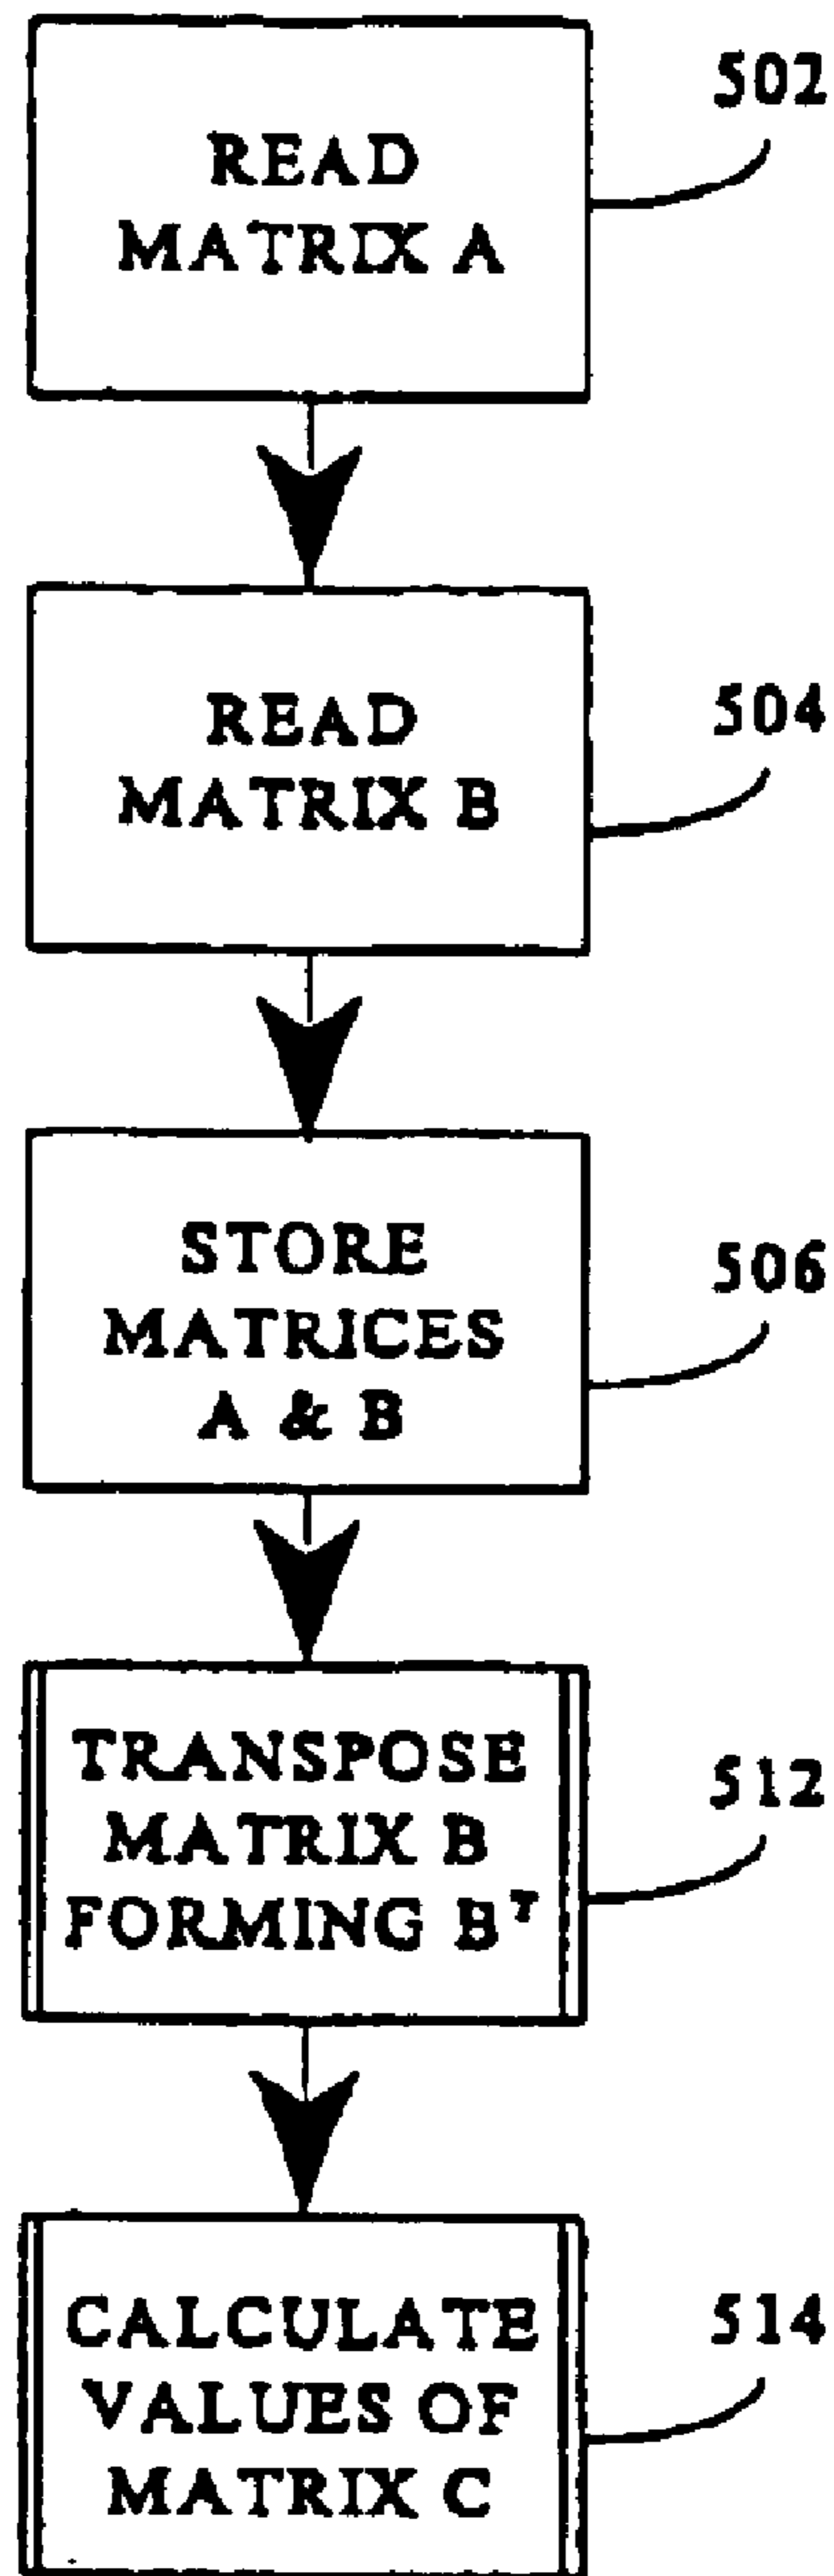 502
READ
MATRIX A
504
READ
MATRIX B
506
STORE
MATRICES
A & B
512
TRANSPOSE
MATRIX B
FORMING Bᵀ
514
CALCULATE
VALUES OF
MATRIX C